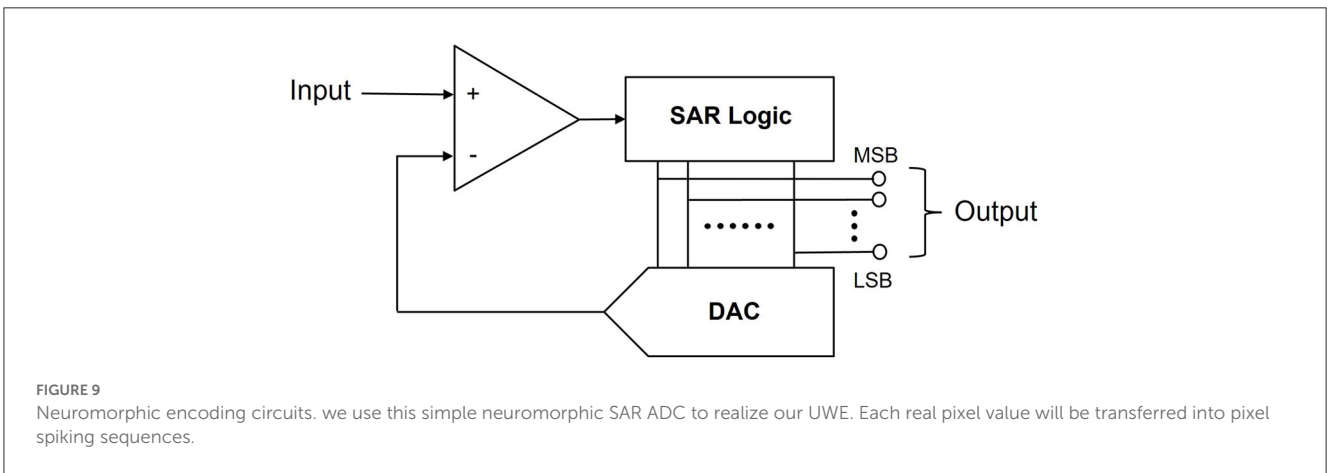 Input
+
-
SAR Logic
MSB
Output
LSB
DAC
FIGURE 9
Neuromorphic encoding circuits. we use this simple neuromorphic SAR ADC to realize our UWE. Each real pixel value will be transferred into pixel
spiking sequences.